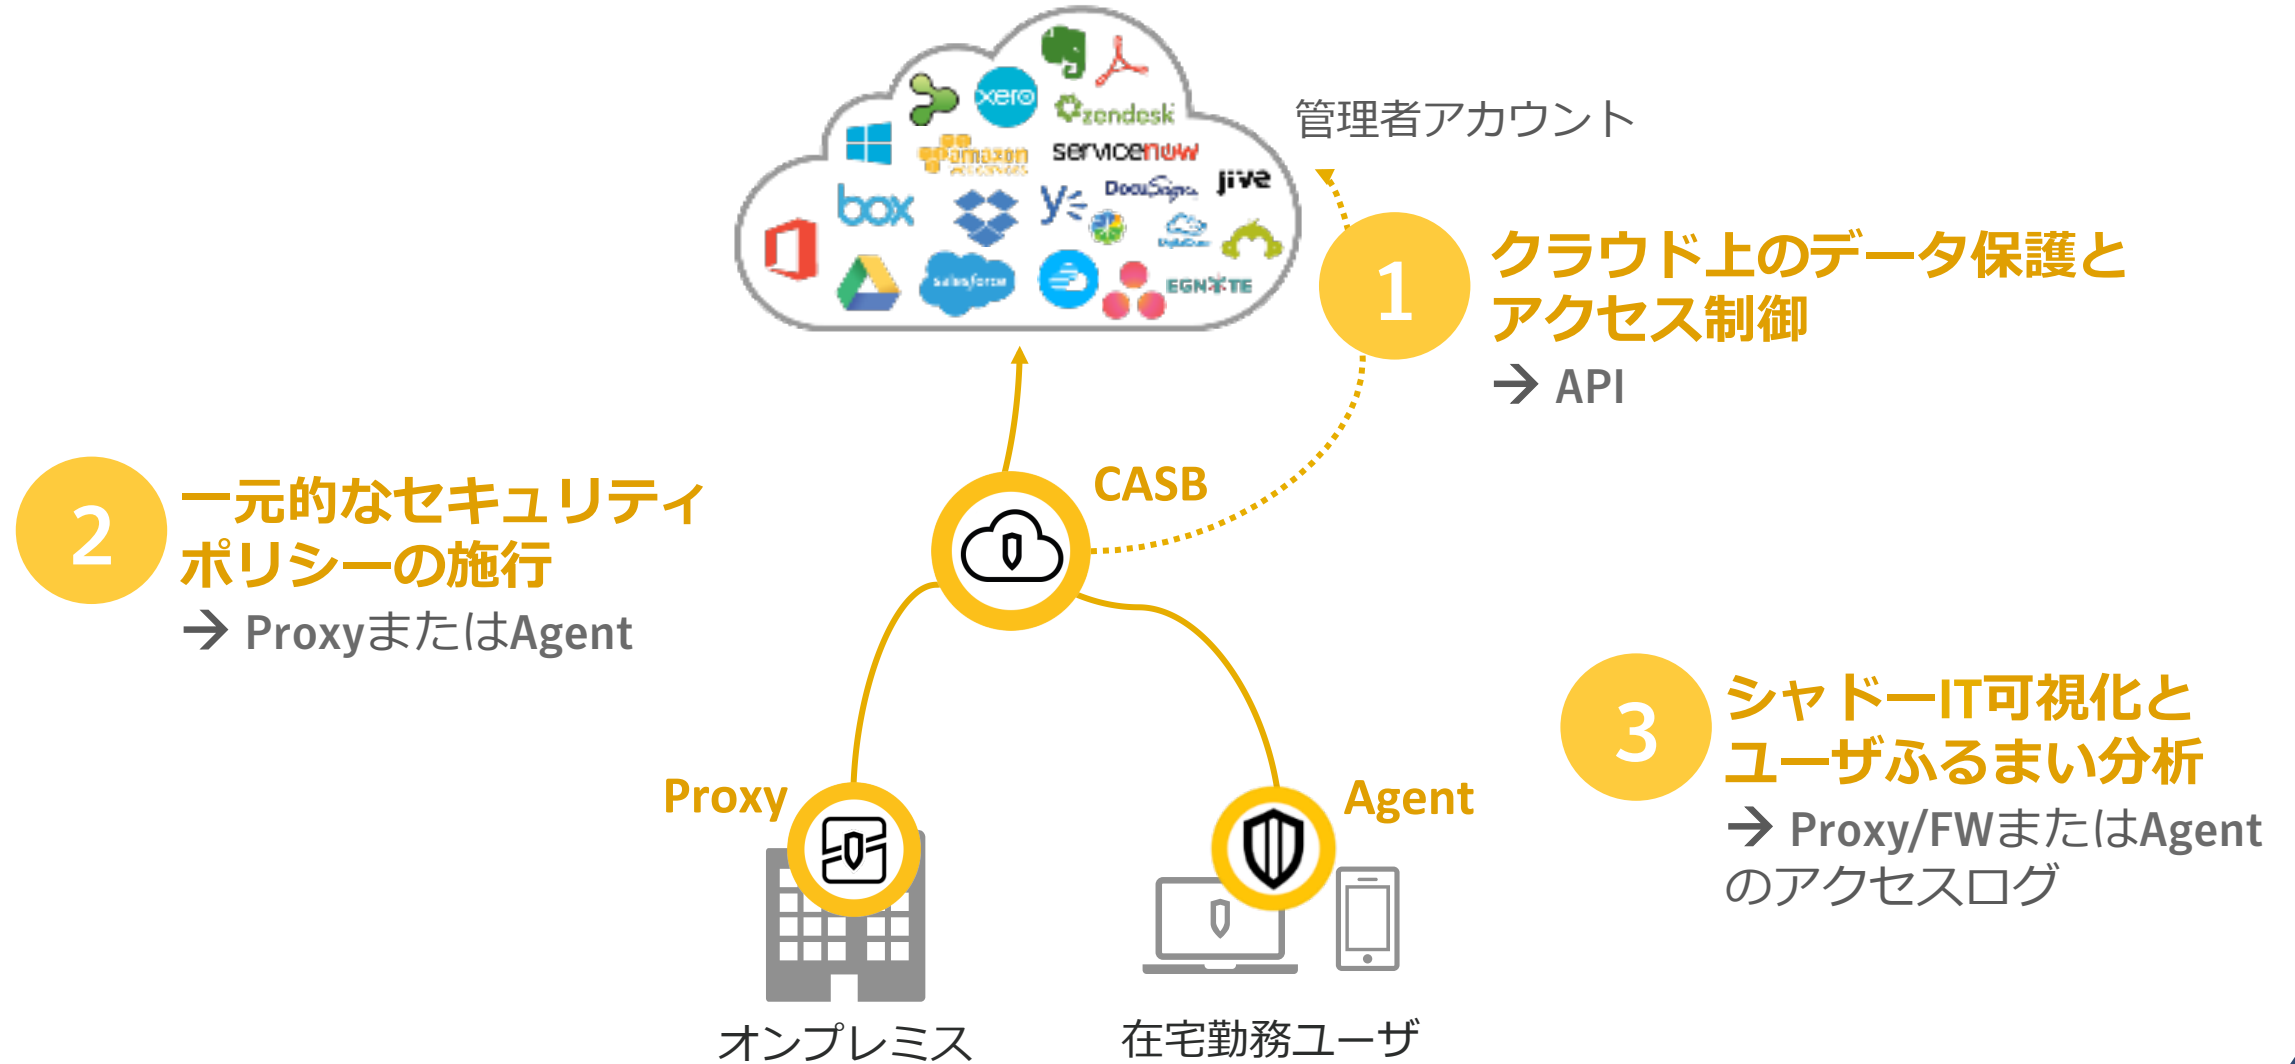 xero
zendesk
管理者アカウント
amazon
servicenow
DocuSign
jive
box
salesforce
EGNYTE
1
クラウド上のデータ保護と
アクセス制御
→ API
CASB
2
一元的なセキュリティ
ポリシーの施行
→ ProxyまたはAgent
3
シャドーIT可視化と
ユーザふるまい分析
→ Proxy/FWまたはAgent
のアクセスログ
Proxy
Agent
オンプレミス
在宅勤務ユーザ